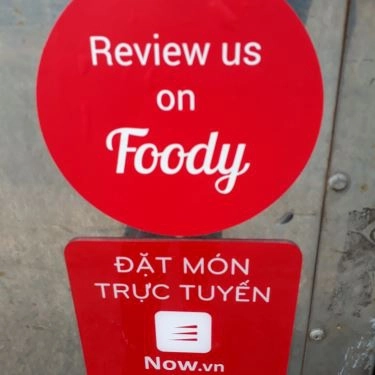 Review us
on
Foody
ĐẶT MÓN
TRỰC TUYẾN
Now.vn